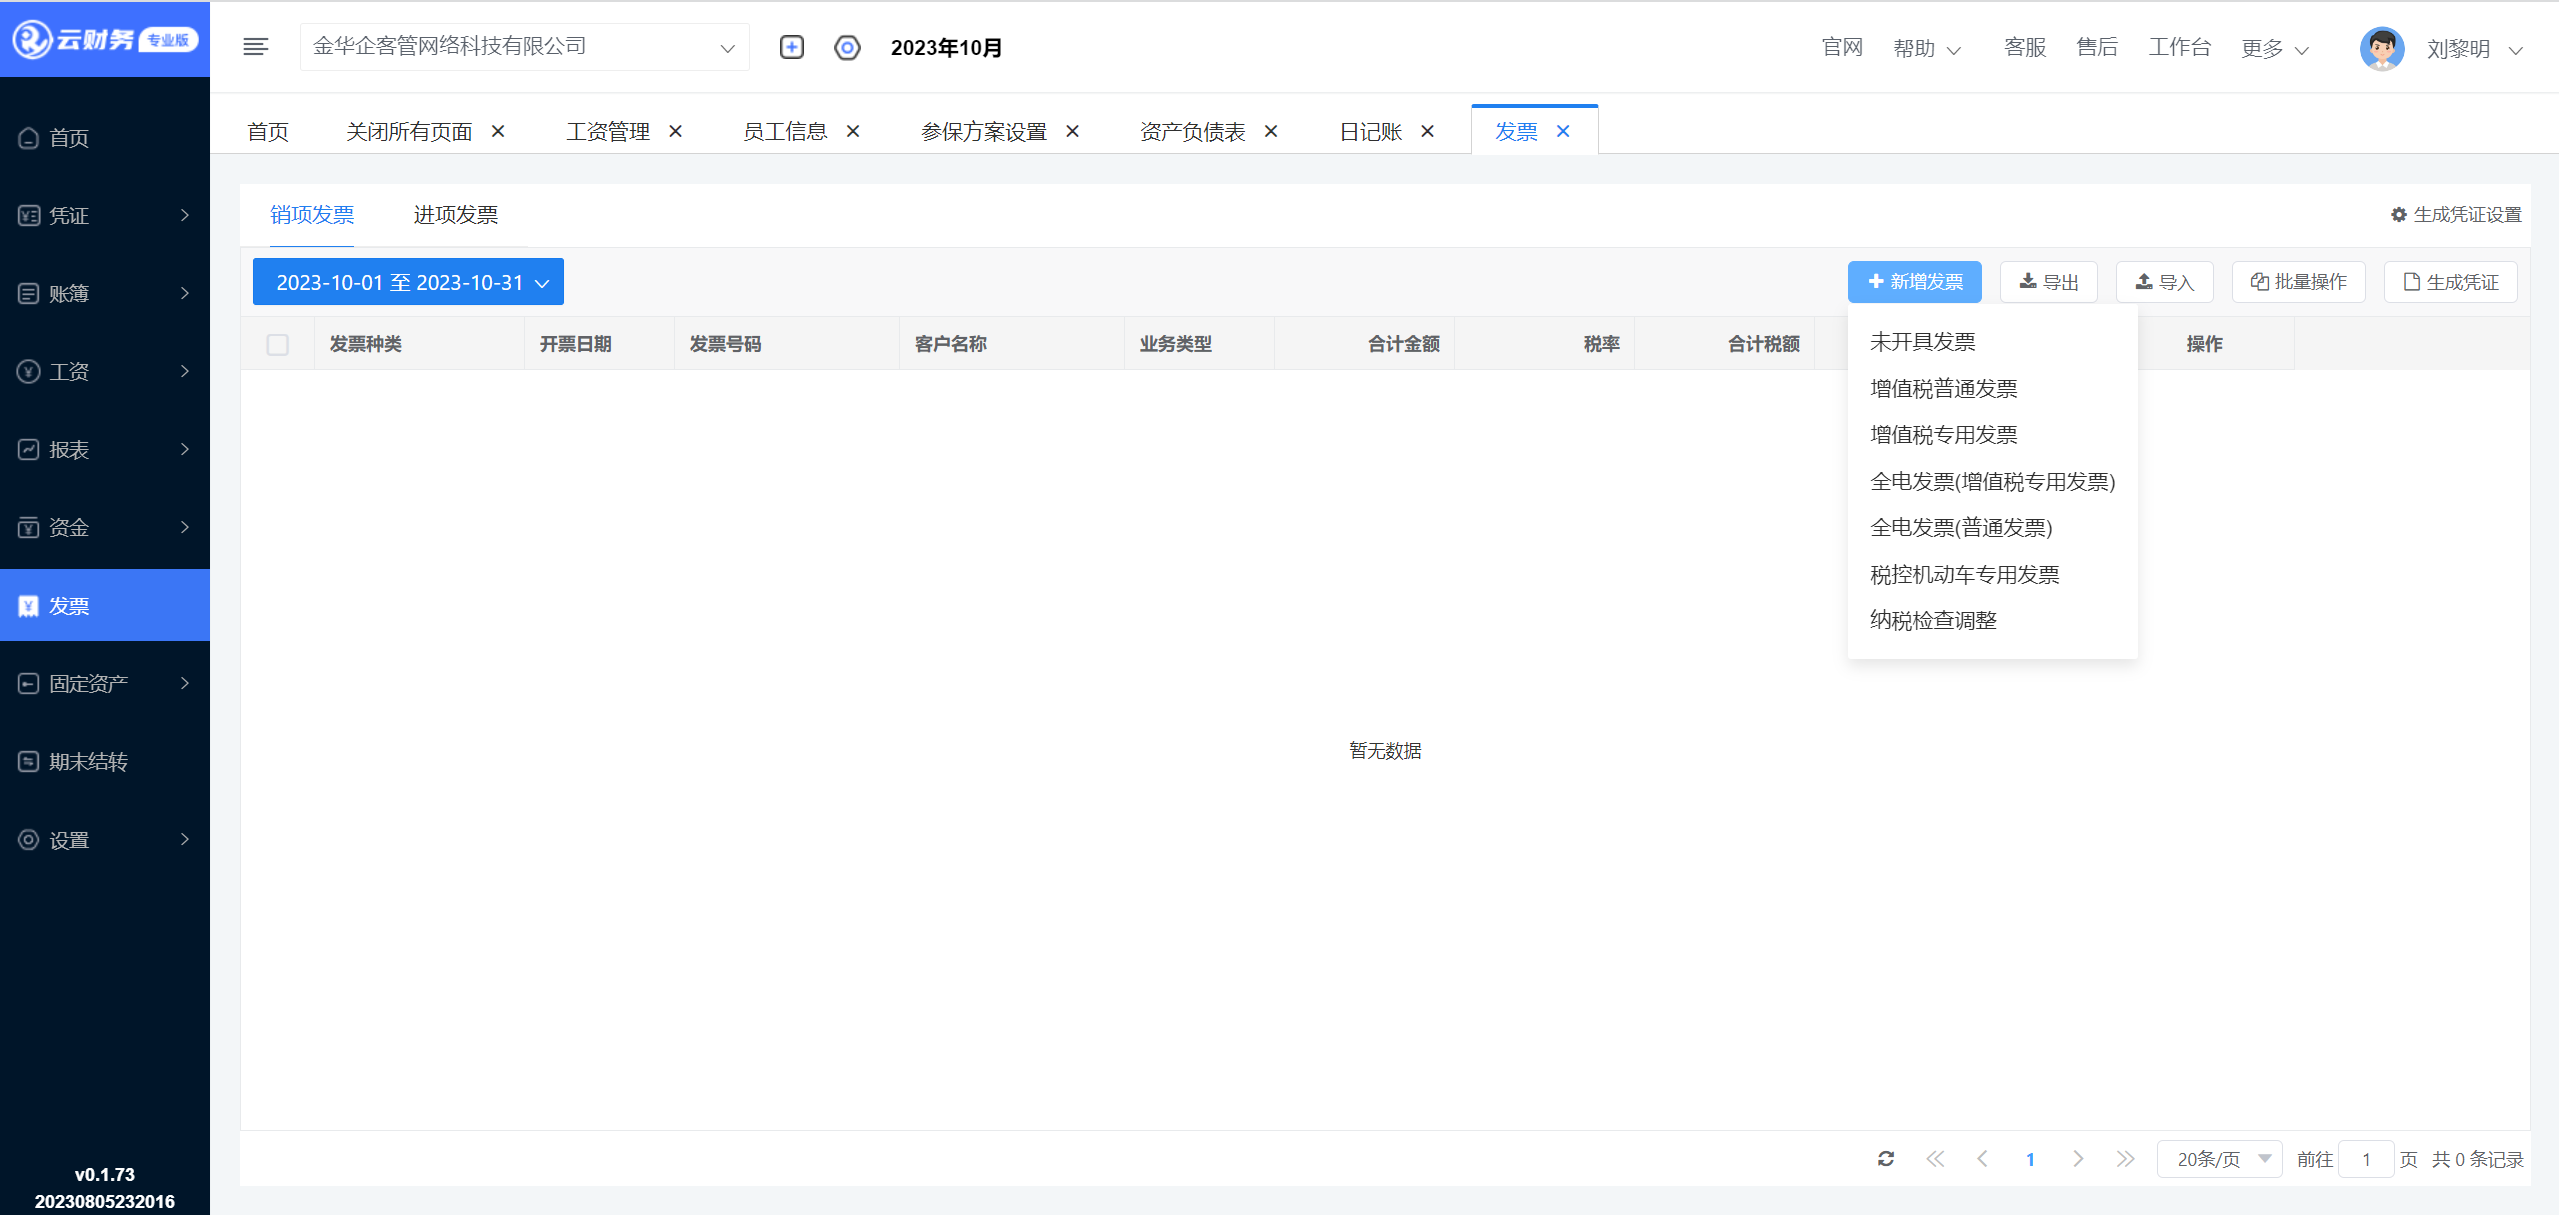 云财务 专业版
金华企客管网络科技有限公司
2023年10月
官网 帮助 客服 售后 工作台 更多 刘黎明
首页
凭证
账簿
工资
报表
资金
发票
固定资产
期末结转
设置
v0.1.73
20230805232016
首页 关闭所有页面 工资管理 员工信息 参保方案设置 资产负债表 日记账 发票
销项发票 进项发票 生成凭证设置
2023-10-01 至 2023-10-31 新增发票 导出 导入 批量操作 生成凭证
发票种类 开票日期 发票号码 客户名称 业务类型 合计金额 税率 合计税额 操作
未开具发票
增值税普通发票
增值税专用发票
全电发票(增值税专用发票)
全电发票(普通发票)
税控机动车专用发票
纳税检查调整
暂无数据
1 20条/页 前往 1 页 共 0 条记录